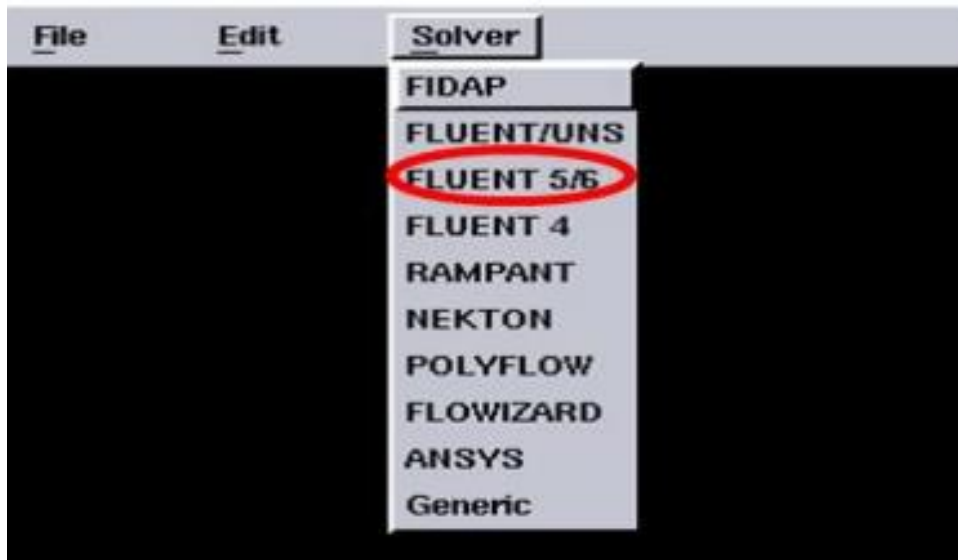 File Edit Solver
FIDAP
FLUENT/UNS
FLUENT 5/6
FLUENT 4
RAMPANT
NEKTON
POLYFLOW
FLOWIZARD
ANSYS
Generic